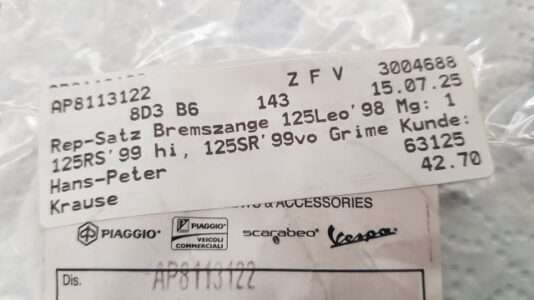 AP8113122 ZFV 3004688
8D3 B6 143 15.07.25
Rep-Satz Bremszange 125Leo'98 Mg: 1
125RS'99 hi, 125SR'99vo Grime Kunde:
Hans-Peter 63125
Krause 42.70
& ACCESSORIES
PIAGGIO PIAGGIO VEICOLI COMMERCIALI scarabeo Vespa
Dis. AP8113122